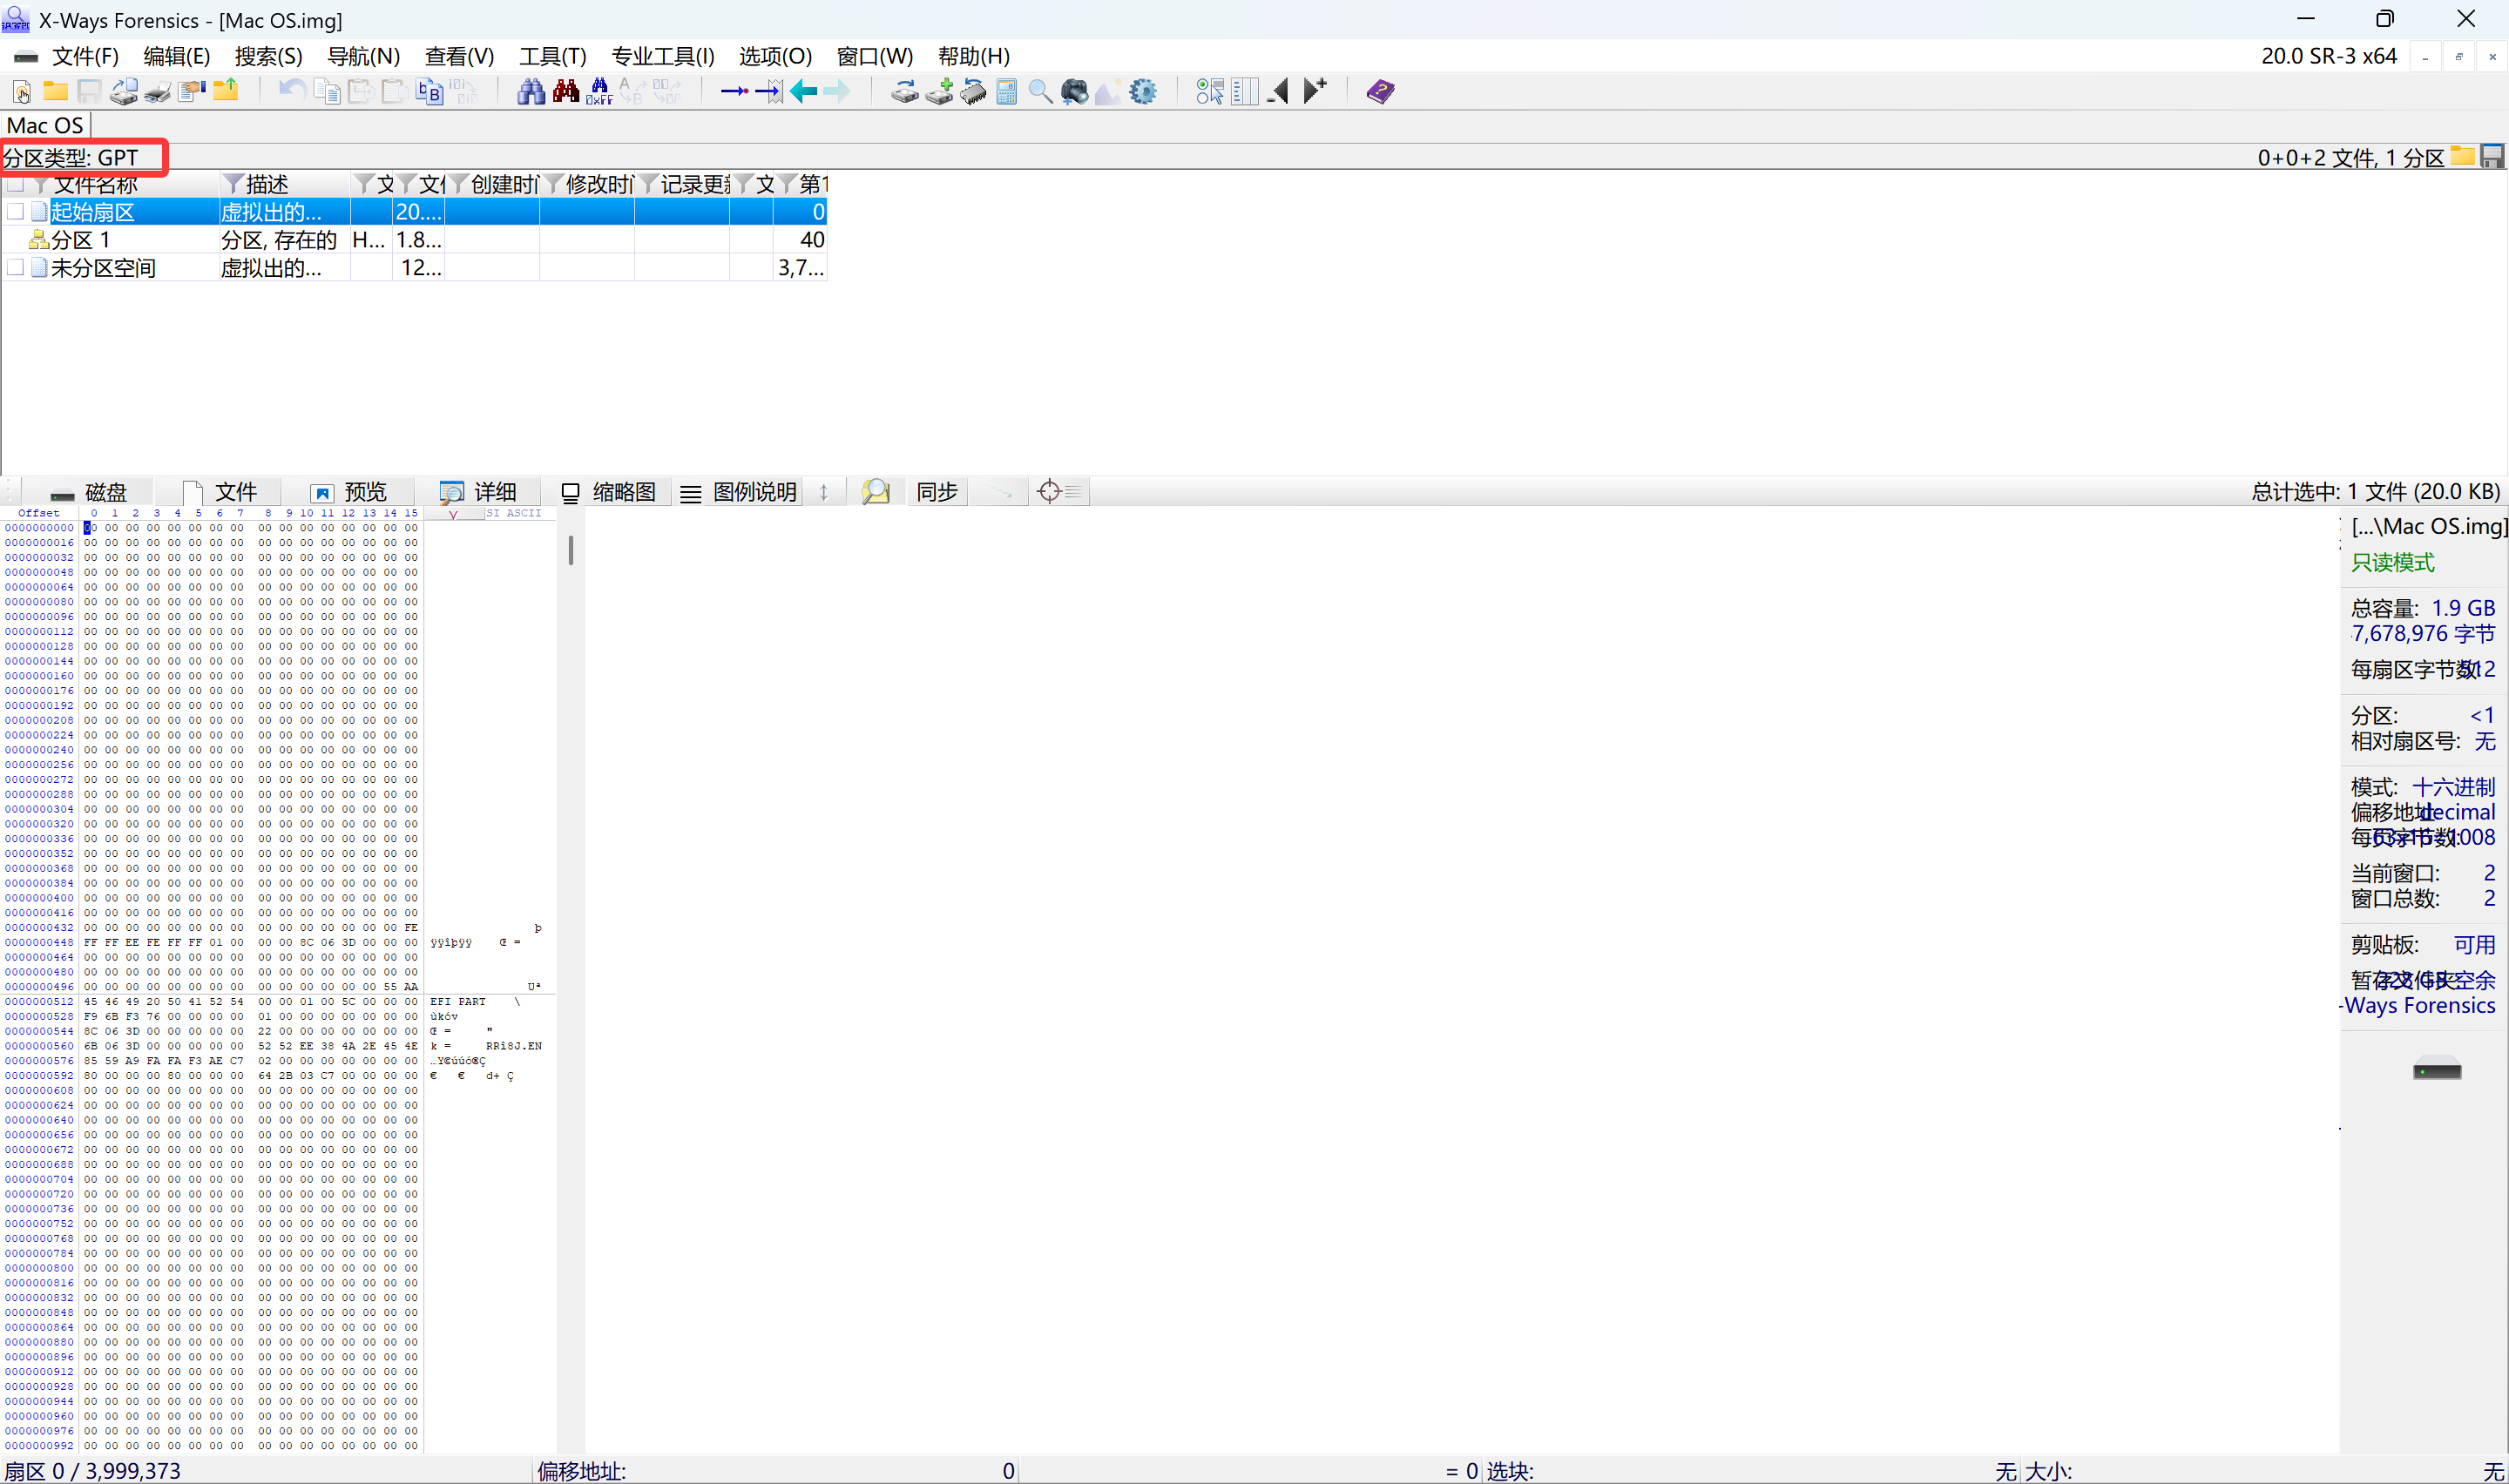 X-Ways Forensics - [Mac OS.img]
文件(F) 编辑(E) 搜索(S) 导航(N) 查看(V) 工具(T) 专业工具(I) 选项(O) 窗口(W) 帮助(H) 20.0 SR-3 x64
Mac OS
分区类型: GPT 0+0+2 文件, 1 分区
文件名称 描述 文 文 创建时 修改时 记录更 文 第1
起始扇区 虚拟出的... 20.... 0
分区 1 分区, 存在的 H... 1.8... 40
未分区空间 虚拟出的... 12... 3,7...
磁盘 文件 预览 详细 缩略图 图例说明 同步 总计选中: 1 文件 (20.0 KB)
Offset 0 1 2 3 4 5 6 7 8 9 10 11 12 13 14 15 SI ASCII
0000000000 00 00 00 00 00 00 00 00 00 00 00 00 00 00 00 00
0000000016 00 00 00 00 00 00 00 00 00 00 00 00 00 00 00 00
0000000032 00 00 00 00 00 00 00 00 00 00 00 00 00 00 00 00
0000000048 00 00 00 00 00 00 00 00 00 00 00 00 00 00 00 00
0000000064 00 00 00 00 00 00 00 00 00 00 00 00 00 00 00 00
0000000080 00 00 00 00 00 00 00 00 00 00 00 00 00 00 00 00
0000000096 00 00 00 00 00 00 00 00 00 00 00 00 00 00 00 00
0000000112 00 00 00 00 00 00 00 00 00 00 00 00 00 00 00 00
0000000128 00 00 00 00 00 00 00 00 00 00 00 00 00 00 00 00
0000000144 00 00 00 00 00 00 00 00 00 00 00 00 00 00 00 00
0000000160 00 00 00 00 00 00 00 00 00 00 00 00 00 00 00 00
0000000176 00 00 00 00 00 00 00 00 00 00 00 00 00 00 00 00
0000000192 00 00 00 00 00 00 00 00 00 00 00 00 00 00 00 00
0000000208 00 00 00 00 00 00 00 00 00 00 00 00 00 00 00 00
0000000224 00 00 00 00 00 00 00 00 00 00 00 00 00 00 00 00
0000000240 00 00 00 00 00 00 00 00 00 00 00 00 00 00 00 00
0000000256 00 00 00 00 00 00 00 00 00 00 00 00 00 00 00 00
0000000272 00 00 00 00 00 00 00 00 00 00 00 00 00 00 00 00
0000000288 00 00 00 00 00 00 00 00 00 00 00 00 00 00 00 00
0000000304 00 00 00 00 00 00 00 00 00 00 00 00 00 00 00 00
0000000320 00 00 00 00 00 00 00 00 00 00 00 00 00 00 00 00
0000000336 00 00 00 00 00 00 00 00 00 00 00 00 00 00 00 00
0000000352 00 00 00 00 00 00 00 00 00 00 00 00 00 00 00 00
0000000368 00 00 00 00 00 00 00 00 00 00 00 00 00 00 00 00
0000000384 00 00 00 00 00 00 00 00 00 00 00 00 00 00 00 00
0000000400 00 00 00 00 00 00 00 00 00 00 00 00 00 00 00 00
0000000416 00 00 00 00 00 00 00 00 00 00 00 00 00 00 00 00
0000000432 00 00 00 00 00 00 00 00 00 00 00 00 00 00 00 FE þ
0000000448 FF FF EE FE FF FF 01 00 00 00 8C 06 3D 00 00 00 ÿÿîþÿÿ Œ =
0000000464 00 00 00 00 00 00 00 00 00 00 00 00 00 00 00 00
0000000480 00 00 00 00 00 00 00 00 00 00 00 00 00 00 00 00
0000000496 00 00 00 00 00 00 00 00 00 00 00 00 00 00 55 AA Uª
0000000512 45 46 49 20 50 41 52 54 00 00 01 00 5C 00 00 00 EFI PART \
0000000528 F9 6B F3 76 00 00 00 00 01 00 00 00 00 00 00 00 ùkóv
0000000544 8C 06 3D 00 00 00 00 00 22 00 00 00 00 00 00 00 Œ = "
0000000560 6B 06 3D 00 00 00 00 00 52 52 EE 38 4A 2E 45 4E k = RRî8J.EN
0000000576 85 59 A9 FA FA F3 AE C7 02 00 00 00 00 00 00 00 …Y©úúó®Ç
0000000592 80 00 00 00 80 00 00 00 64 2B 03 C7 00 00 00 00 € € d+ Ç
0000000608 00 00 00 00 00 00 00 00 00 00 00 00 00 00 00 00
0000000624 00 00 00 00 00 00 00 00 00 00 00 00 00 00 00 00
0000000640 00 00 00 00 00 00 00 00 00 00 00 00 00 00 00 00
0000000656 00 00 00 00 00 00 00 00 00 00 00 00 00 00 00 00
0000000672 00 00 00 00 00 00 00 00 00 00 00 00 00 00 00 00
0000000688 00 00 00 00 00 00 00 00 00 00 00 00 00 00 00 00
0000000704 00 00 00 00 00 00 00 00 00 00 00 00 00 00 00 00
0000000720 00 00 00 00 00 00 00 00 00 00 00 00 00 00 00 00
0000000736 00 00 00 00 00 00 00 00 00 00 00 00 00 00 00 00
0000000752 00 00 00 00 00 00 00 00 00 00 00 00 00 00 00 00
0000000768 00 00 00 00 00 00 00 00 00 00 00 00 00 00 00 00
0000000784 00 00 00 00 00 00 00 00 00 00 00 00 00 00 00 00
0000000800 00 00 00 00 00 00 00 00 00 00 00 00 00 00 00 00
0000000816 00 00 00 00 00 00 00 00 00 00 00 00 00 00 00 00
0000000832 00 00 00 00 00 00 00 00 00 00 00 00 00 00 00 00
0000000848 00 00 00 00 00 00 00 00 00 00 00 00 00 00 00 00
0000000864 00 00 00 00 00 00 00 00 00 00 00 00 00 00 00 00
0000000880 00 00 00 00 00 00 00 00 00 00 00 00 00 00 00 00
0000000896 00 00 00 00 00 00 00 00 00 00 00 00 00 00 00 00
0000000912 00 00 00 00 00 00 00 00 00 00 00 00 00 00 00 00
0000000928 00 00 00 00 00 00 00 00 00 00 00 00 00 00 00 00
0000000944 00 00 00 00 00 00 00 00 00 00 00 00 00 00 00 00
0000000960 00 00 00 00 00 00 00 00 00 00 00 00 00 00 00 00
0000000976 00 00 00 00 00 00 00 00 00 00 00 00 00 00 00 00
0000000992 00 00 00 00 00 00 00 00 00 00 00 00 00 00 00 00
[...\Mac OS.img]
只读模式
总容量: 1.9 GB
7,678,976 字节
每扇区字节数: 512
分区: <1
相对扇区号: 无
模式: 十六进制
偏移地址: decimal
每页字节数: 63x16=1008
当前窗口: 2
窗口总数: 2
剪贴板: 可用
暂存文件夹: 228 GB 空余
-Ways Forensics
扇区 0 / 3,999,373 偏移地址: 0 = 0 选块: 无 大小: 无